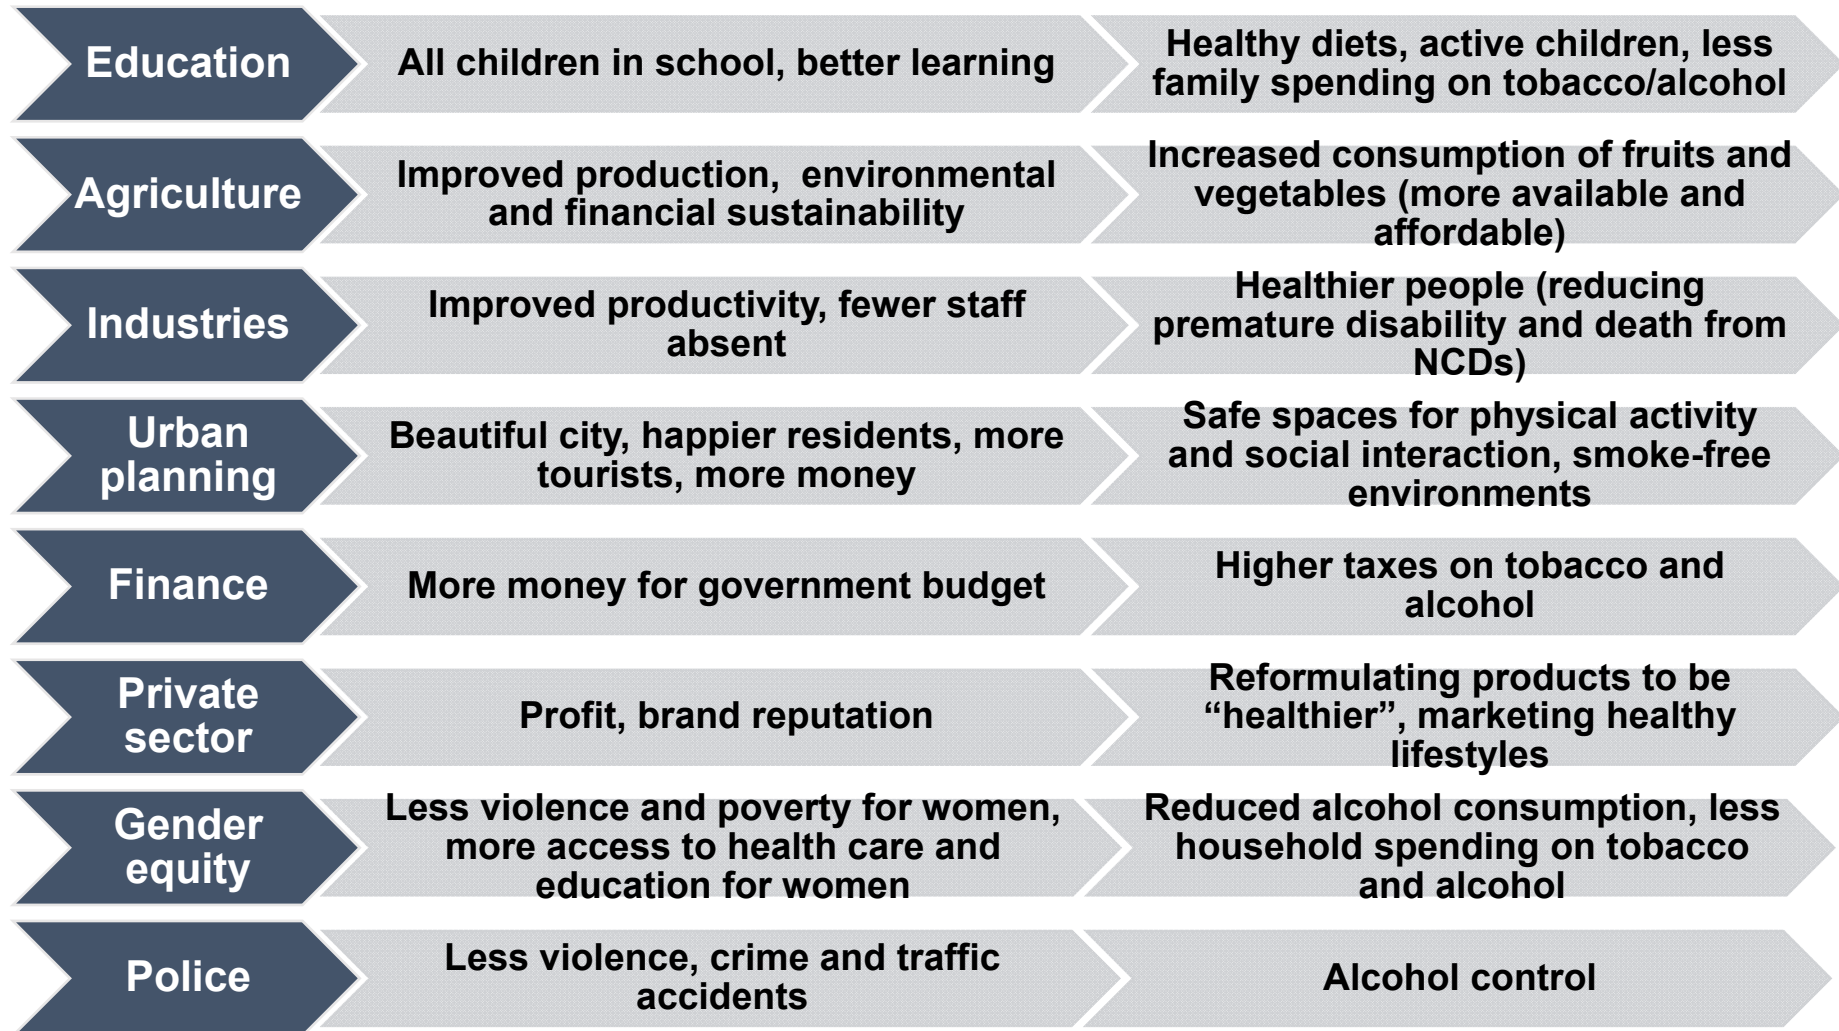 Education
All children in school, better learning
Healthy diets, active children, less
family spending on tobacco/alcohol
Agriculture
Improved production,  environmental
and financial sustainability
Increased consumption of fruits and
vegetables (more available and
affordable)
Industries
Improved productivity, fewer staff
absent
Healthier people (reducing
premature disability and death from
NCDs)
Urban
planning
Beautiful city, happier residents, more
tourists, more money
Safe spaces for physical activity
and social interaction, smoke-free
environments
Finance
More money for government budget
Higher taxes on tobacco and
alcohol
Private
sector
Profit, brand reputation
Reformulating products to be
“healthier”, marketing healthy
lifestyles
Gender
equity
Less violence and poverty for women,
more access to health care and
education for women
Reduced alcohol consumption, less
household spending on tobacco
and alcohol
Police
Less violence, crime and traffic
accidents
Alcohol control